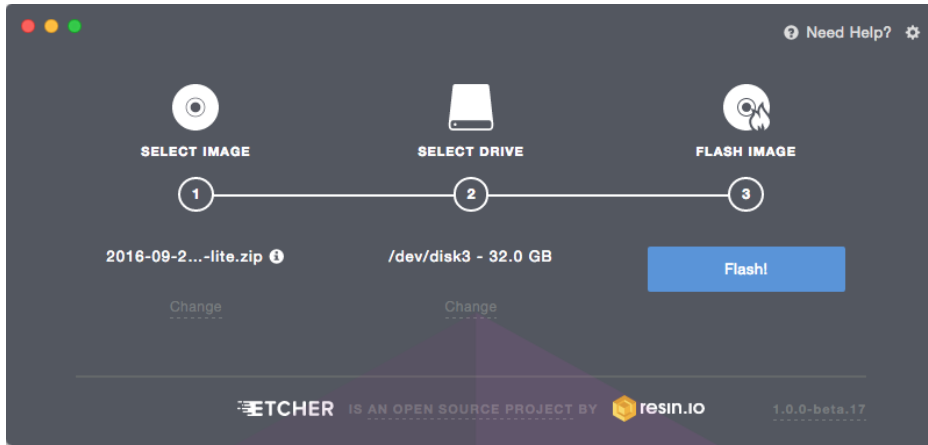 Need Help?
SELECT IMAGE
SELECT DRIVE
FLASH IMAGE
1
2
3
2016-09-2...-lite.zip
/dev/disk3 - 32.0 GB
Flash!
Change
Change
ETCHER IS AN OPEN SOURCE PROJECT BY resin.io 1.0.0-beta.17